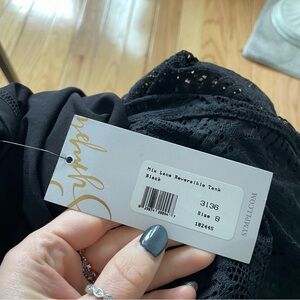 Sympli
Mix Lace Reversible Tank
Black
3136
Size 8
182445
SYMPLI.COM